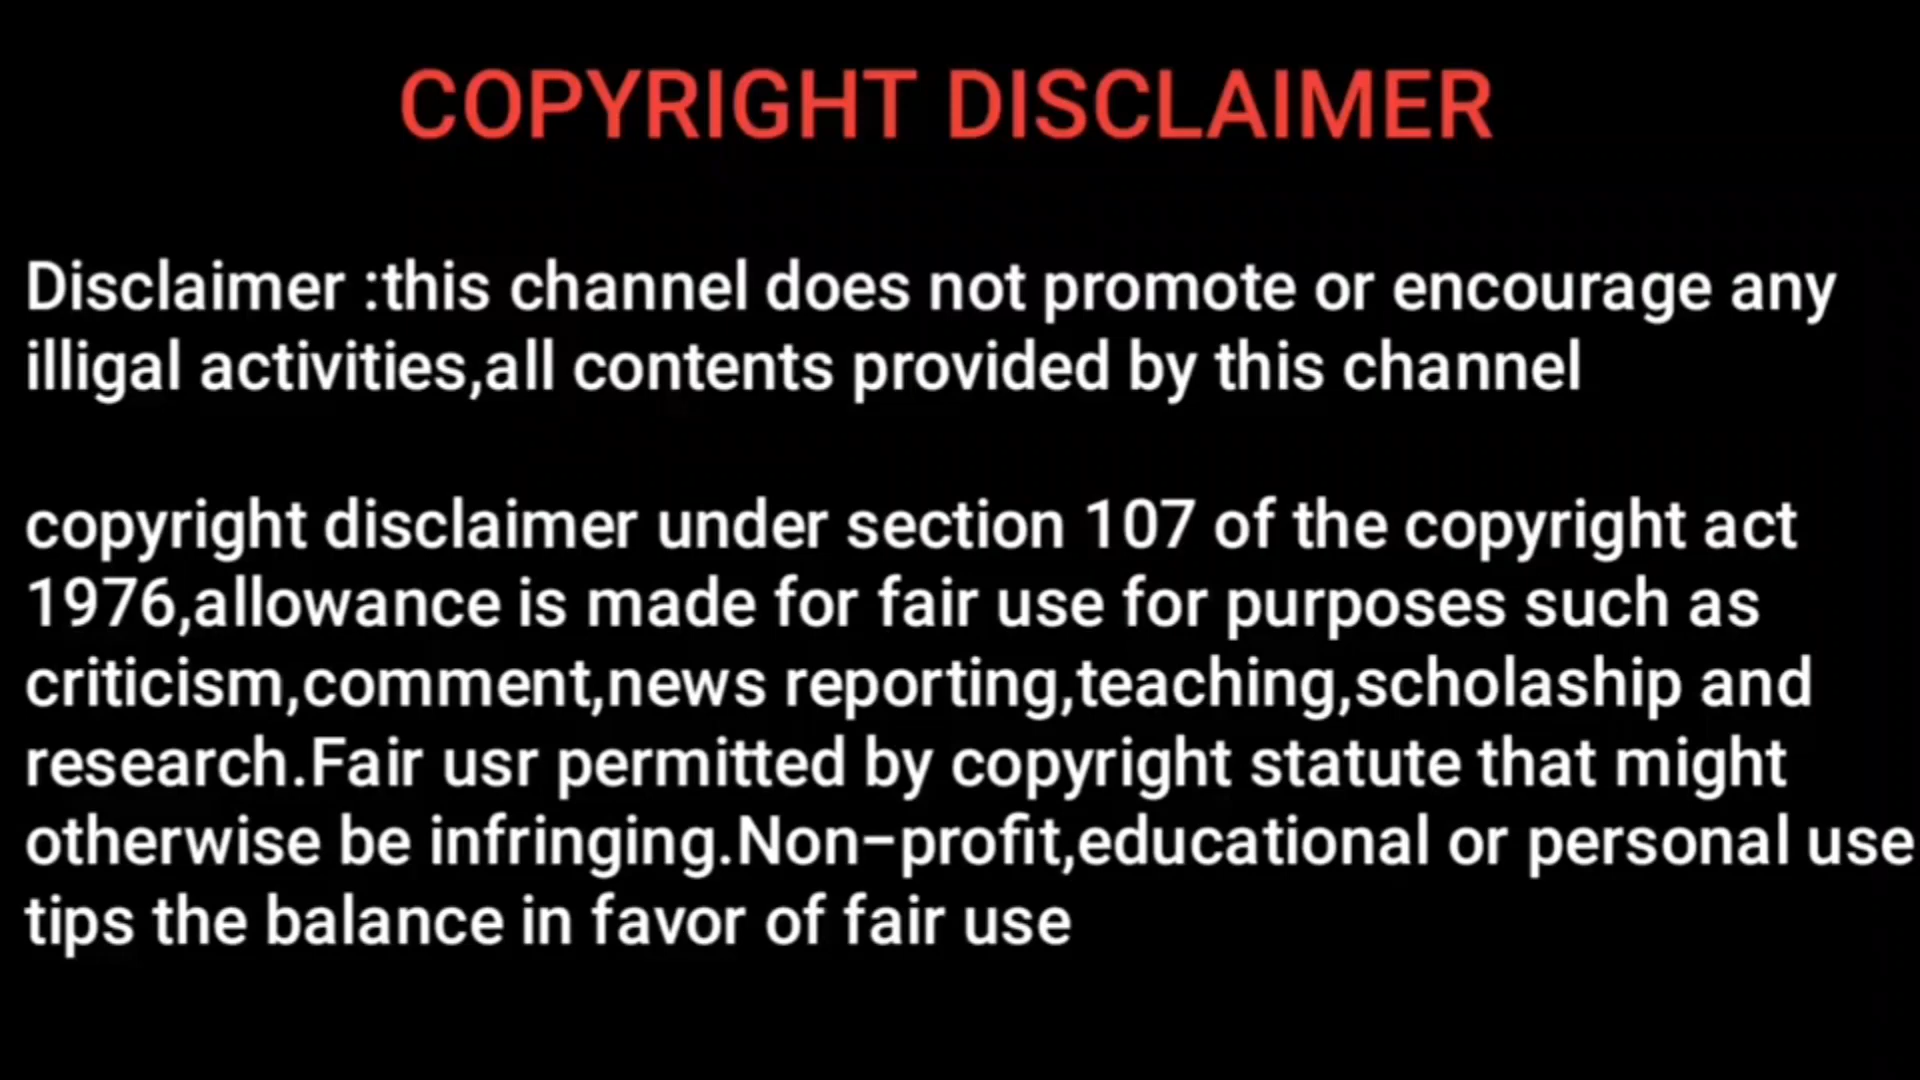 COPYRIGHT DISCLAIMER
Disclaimer :this channel does not promote or encourage any
illigal activities,all contents provided by this channel
copyright disclaimer under section 107 of the copyright act
1976,allowance is made for fair use for purposes such as
criticism,comment,news reporting,teaching,scholaship and
research.Fair usr permitted by copyright statute that might
otherwise be infringing.Non-profit,educational or personal use
tips the balance in favor of fair use